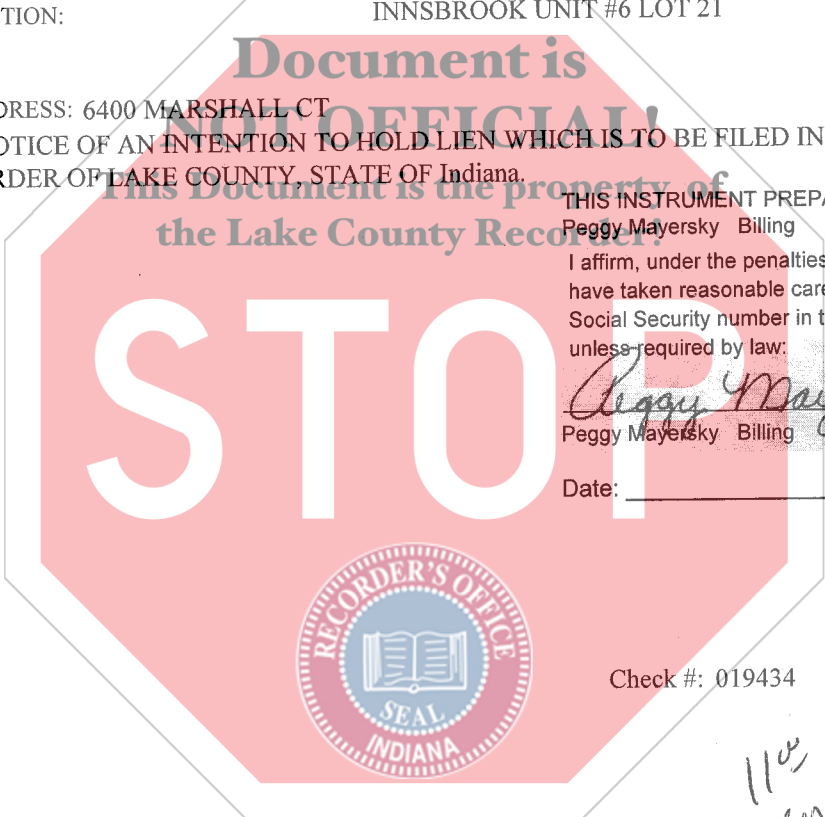 TION: INNSBROOK UNIT #6 LOT 21
Document is
DRESS: 6400 MARSHALL CT
NOT OFFICIAL!
OTICE OF AN INTENTION TO HOLD LIEN WHICH IS TO BE FILED IN
RDER OF LAKE COUNTY, STATE OF Indiana.
This Document is the property of
the Lake County Recorder!
THIS INSTRUMENT PREPA
Peggy Mayersky Billing
I affirm, under the penalties
have taken reasonable care
Social Security number in t
unless required by law:
Peggy May
Peggy Mayersky Billing
Date:
STOP
RECORDER'S OFFICE
SEAL
INDIANA
Check #: 019434